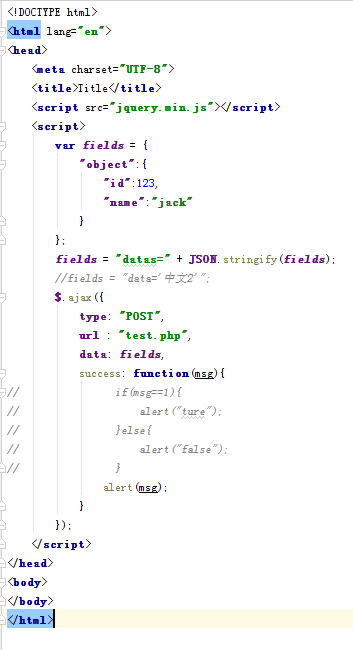 <!DOCTYPE html>
<html lang="en">
<head>
    <meta charset="UTF-8">
    <title>Title</title>
    <script src="jquery.min.js"></script>
    <script>
        var fields = {
            "object":{
                "id":123,
                "name":"jack"
            }
        };
        fields = "datas=" + JSON.stringify(fields);
        //fields = "data='中文2'";
        $.ajax({
            type: "POST",
            url : "test.php",
            data: fields,
            success: function(msg){
//                if(msg==1){
//                    alert("ture");
//                }else{
//                    alert("false");
//                }
                alert(msg);
            }
        });
    </script>
</head>
<body>
</body>
</html>